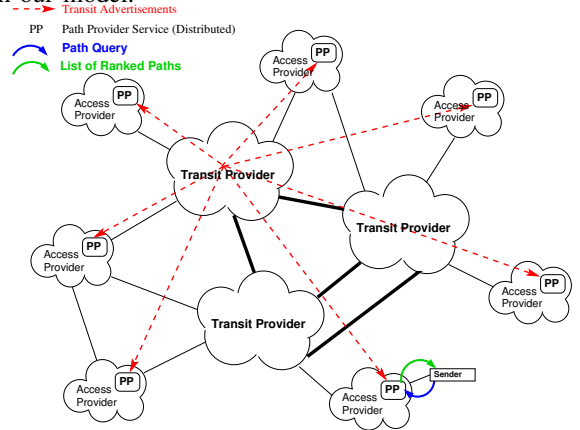 our model.
Transit Advertisements
PP Path Provider Service (Distributed)
Path Query
List of Ranked Paths
PP
Access
Provider
PP
Access
Provider
PP
Access
Provider
Transit Provider
Transit Provider
PP
Access
Provider
PP
Access
Provider
Transit Provider
PP
Access
Provider
PP
Access
Provider
Sender